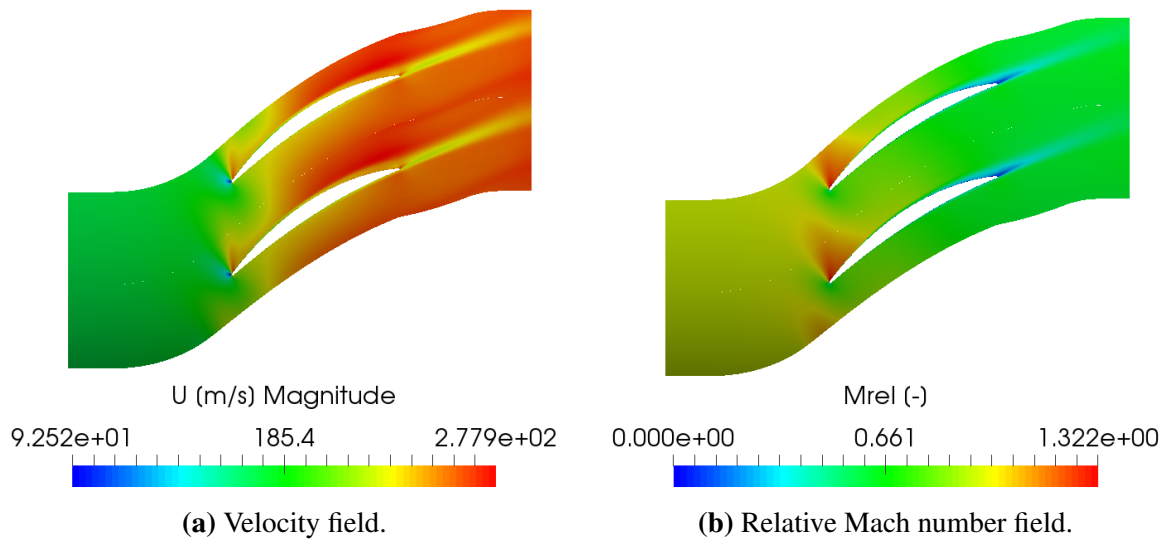 U (m/s) Magnitude
9.252e+01 185.4 2.779e+02
(a) Velocity field.
Mrel (-)
0.000e+00 0.661 1.322e+00
(b) Relative Mach number field.